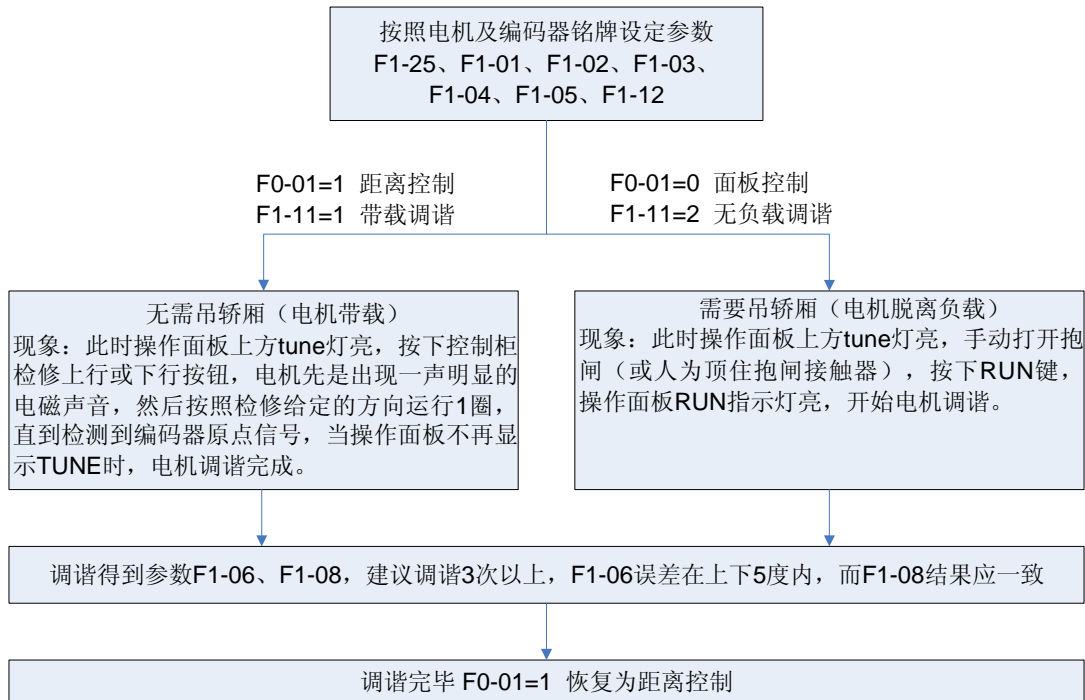 按照电机及编码器铭牌设定参数
F1-25、F1-01、F1-02、F1-03、
F1-04、F1-05、F1-12
F0-01=1 距离控制
F1-11=1 带载调谐
F0-01=0 面板控制
F1-11=2 无负载调谐
无需吊轿厢（电机带载）
现象：此时操作面板上方tune灯亮，按下控制柜
检修上行或下行按钮，电机先是出现一声明显的
电磁声音，然后按照检修给定的方向运行1圈，
直到检测到编码器原点信号，当操作面板不再显
示TUNE时，电机调谐完成。
需要吊轿厢（电机脱离负载）
现象：此时操作面板上方tune灯亮，手动打开抱
闸（或人为顶住抱闸接触器），按下RUN键，
操作面板RUN指示灯亮，开始电机调谐。
调谐得到参数F1-06、F1-08，建议调谐3次以上，F1-06误差在上下5度内，而F1-08结果应一致
调谐完毕 F0-01=1 恢复为距离控制